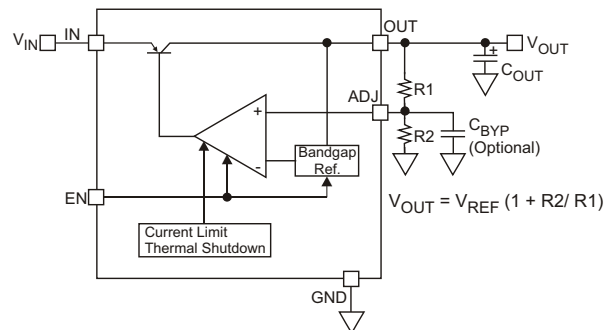 OUT
V_IN IN
V_OUT
+
C_OUT
R1
ADJ
+
R2
C_BYP
(Optional)
Bandgap
Ref.
-
EN
V_OUT = V_REF (1 + R2/ R1)
Current Limit
Thermal Shutdown
GND